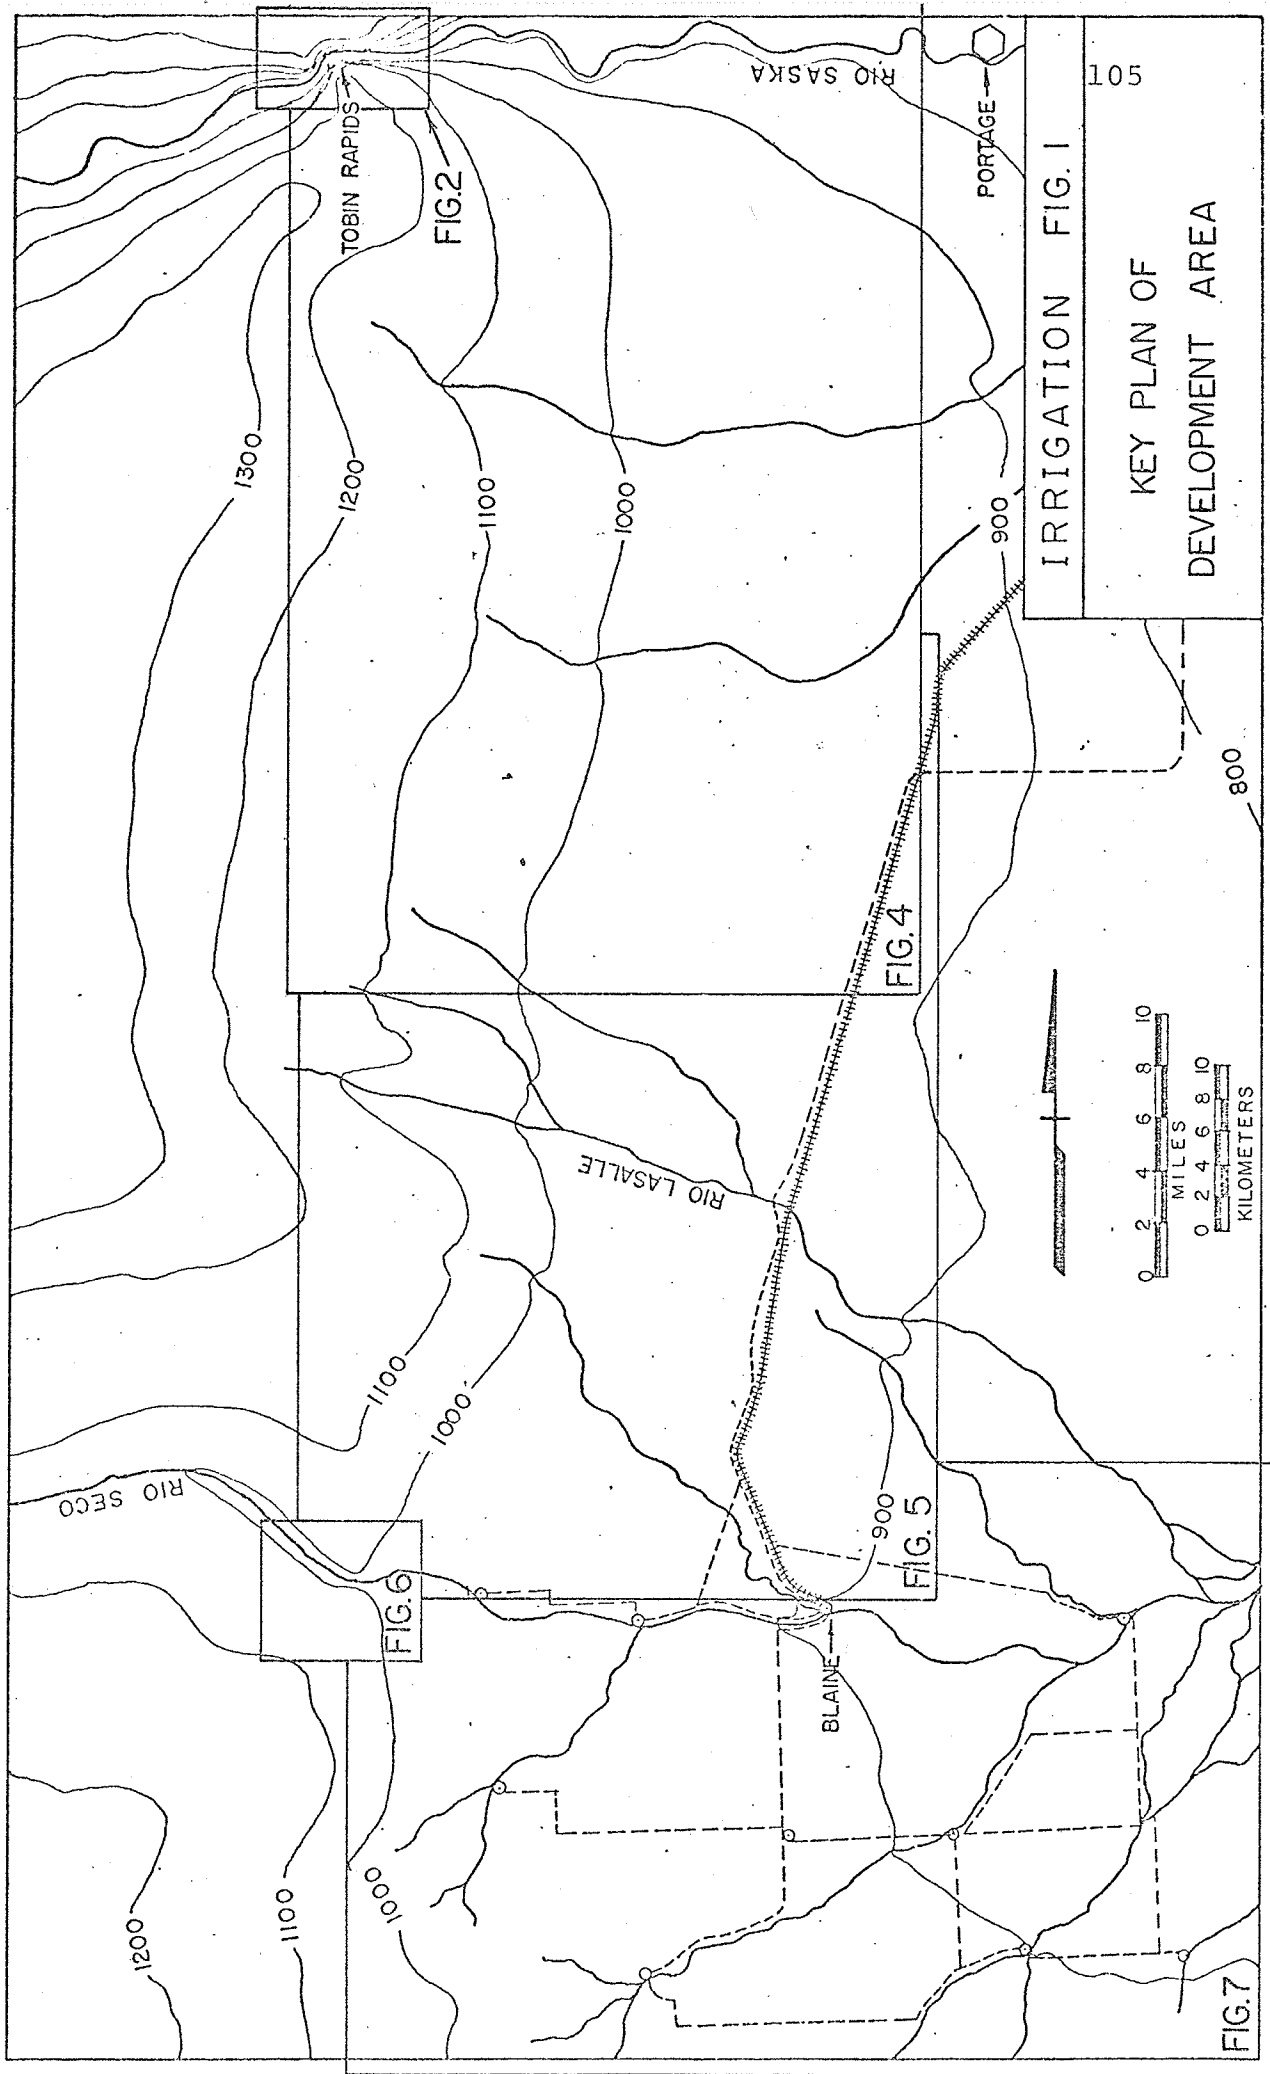 105
IRRIGATION FIG. 1
KEY PLAN OF
DEVELOPMENT AREA
RIO SASKA
PORTAGE
TOBIN RAPIDS
FIG.2
1300
1200
1100
1000
900
800
FIG. 4
RIO LASALLE
0 2 4 6 8 10
MILES
0 2 4 6 8 10
KILOMETERS
1100
1000
RIO SECO
900
FIG. 5
FIG. 6
BLAINE
1200
1100
1000
FIG. 7